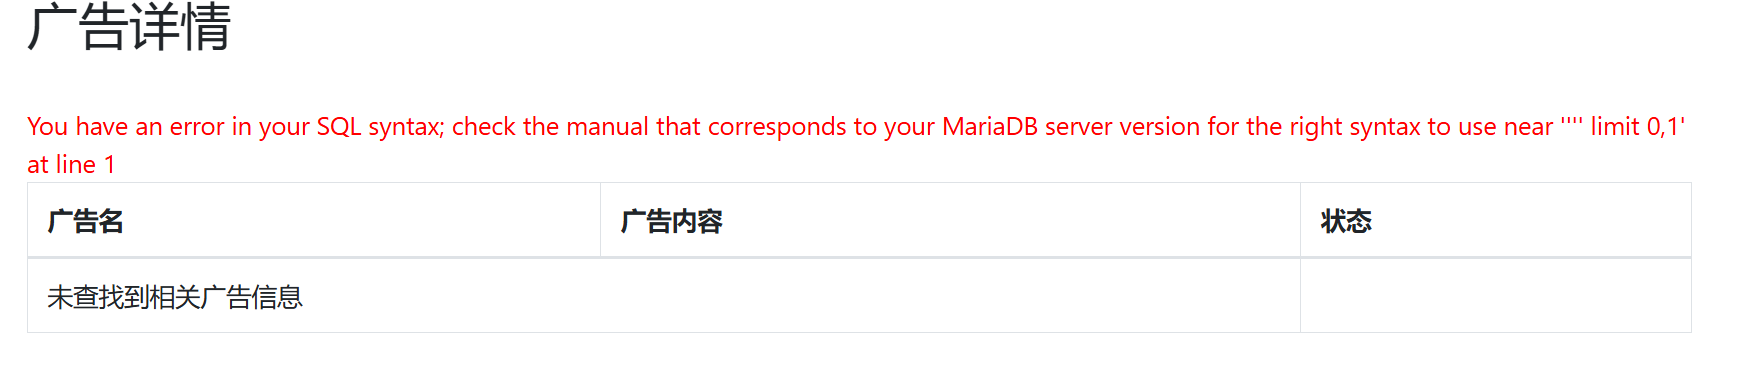 广告详情
You have an error in your SQL syntax; check the manual that corresponds to your MariaDB server version for the right syntax to use near '''' limit 0,1'
at line 1
广告名 广告内容 状态
未查找到相关广告信息